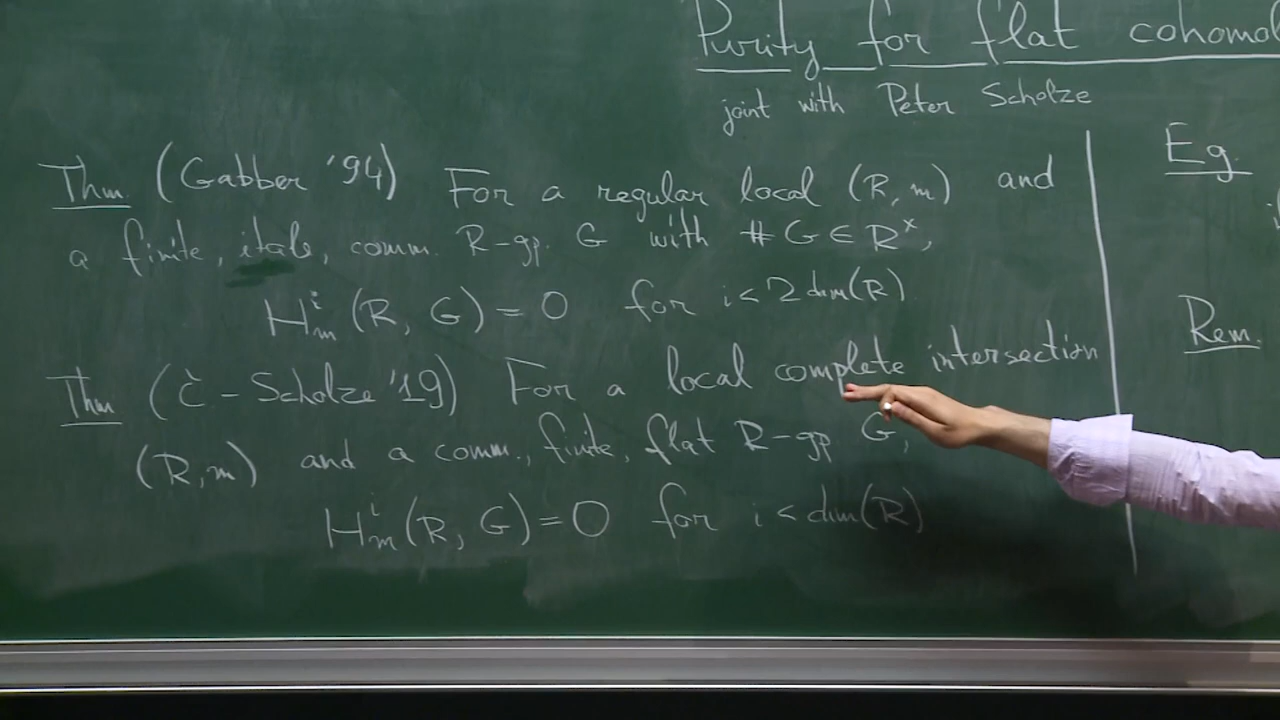 Purity for flat cohomol
joint with Peter Scholze
Thm (Gabber '94) For a regular local (R, m) and
a finite, étale, comm. R-gp. G with #G ∈ R^×,
H^i_m(R, G) = 0 for i < 2 dim(R)
Thm (Č - Scholze '19) For a local complete intersection
(R, m) and a comm., finite, flat R-gp G,
H^i_m(R, G) = 0 for i < dim(R)
Eg.
Rem.